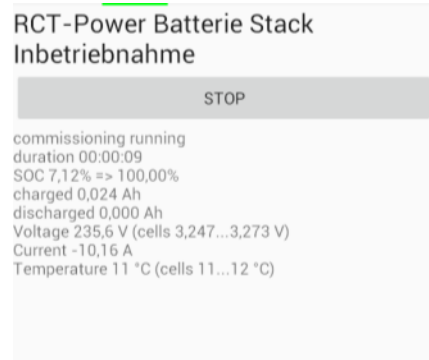 RCT-Power Batterie Stack
Inbetriebnahme
STOP
commissioning running
duration 00:00:09
SOC 7,12% => 100,00%
charged 0,024 Ah
discharged 0,000 Ah
Voltage 235,6 V (cells 3,247...3,273 V)
Current -10,16 A
Temperature 11 °C (cells 11...12 °C)